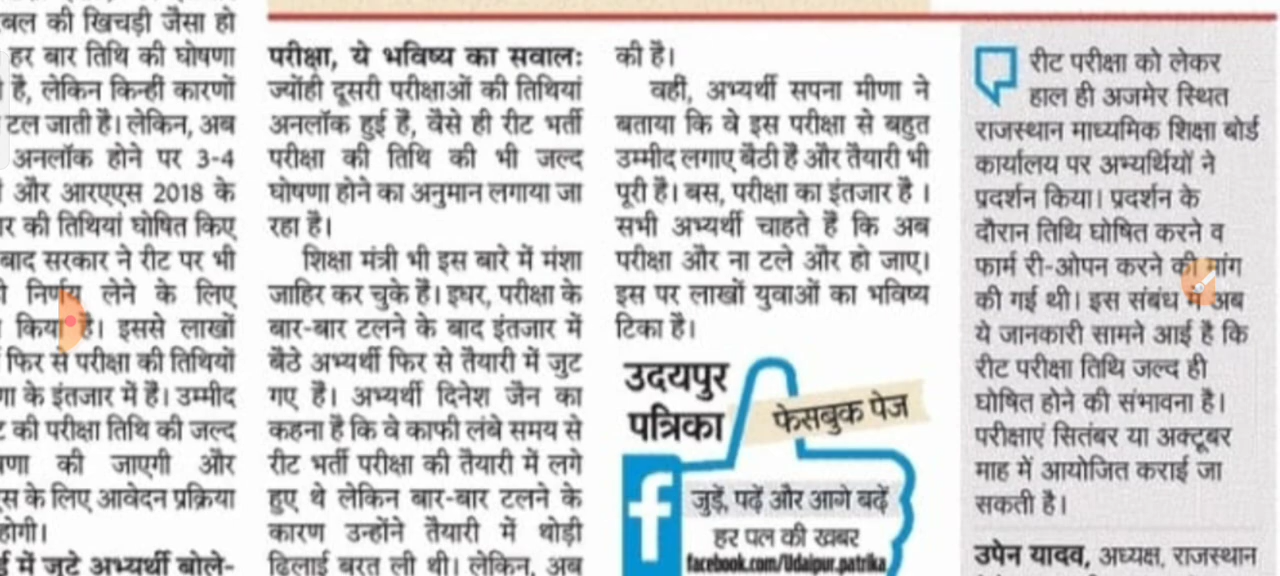 बल की खिचड़ी जैसा हो
हर बार तिथि की घोषणा
है, लेकिन किन्हीं कारणों
टल जाती है। लेकिन, अब
अनलॉक होने पर 3-4
और आरएएस 2018 के
र की तिथियां घोषित किए
बाद सरकार ने रीट पर भी
निर्णय लेने के लिए
किया है। इससे लाखों
फिर से परीक्षा की तिथियों
के इंतजार में है। उम्मीद
की परीक्षा तिथि की जल्द
की जाएगी और
के लिए आवेदन प्रक्रिया
होगी।
में जुटे अभ्यर्थी बोले-
परीक्षा, ये भविष्य का सवालः
ज्योंही दूसरी परीक्षाओं की तिथियां
अनलॉक हुई है, वैसे ही रीट भर्ती
परीक्षा की तिथि की भी जल्द
घोषणा होने का अनुमान लगाया जा
रहा है।
शिक्षा मंत्री भी इस बारे में मंशा
जाहिर कर चुके है। इधर, परीक्षा के
बार-बार टलने के बाद इंतजार में
बैठे अभ्यर्थी फिर से तैयारी में जुट
गए है। अभ्यर्थी दिनेश जैन का
कहना है कि वे काफी लंबे समय से
रीट भर्ती परीक्षा की तैयारी में लगे
हुए थे लेकिन बार-बार टलने के
कारण उन्होंने तैयारी में थोड़ी
ढिलाई बरत ली थी। लेकिन, अब
की है।
वहीं, अभ्यर्थी सपना मीणा ने
बताया कि वे इस परीक्षा से बहुत
उम्मीद लगाए बैठी है और तैयारी भी
पूरी है। बस, परीक्षा का इंतजार है ।
सभी अभ्यर्थी चाहते है कि अब
परीक्षा और ना टले और हो जाए।
इस पर लाखों युवाओं का भविष्य
टिका है।
उदयपुर
पत्रिका
फेसबुक पेज
f
जुड़ें, पढ़ें और आगे बढ़ें
हर पल की खबर
facebook.com/Udaipur.patrika
रीट परीक्षा को लेकर
हाल ही अजमेर स्थित
राजस्थान माध्यमिक शिक्षा बोर्ड
कार्यालय पर अभ्यर्थियों ने
प्रदर्शन किया। प्रदर्शन के
दौरान तिथि घोषित करने व
फार्म री-ओपन करने की मांग
की गई थी। इस संबंध में अब
ये जानकारी सामने आई है कि
रीट परीक्षा तिथि जल्द ही
घोषित होने की संभावना है।
परीक्षाएं सितंबर या अक्टूबर
माह में आयोजित कराई जा
सकती है।
उपेन यादव, अध्यक्ष, राजस्थान